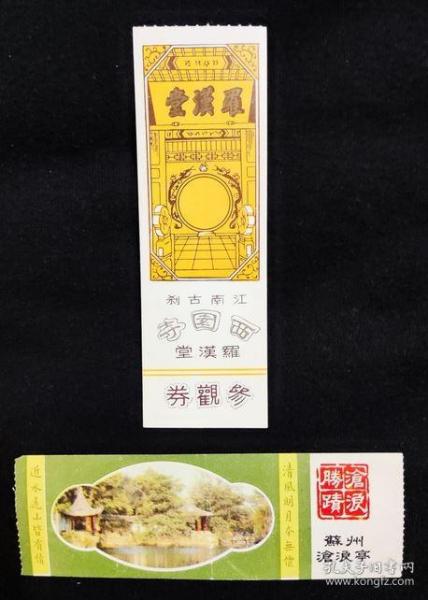 羅漢堂
江南古刹
西園寺
羅漢堂
參觀券
清風明月本無價
近水遠山皆有情
滄浪勝蹟
蘇州
滄浪亭
孔夫子旧书网
www.kongfz.com